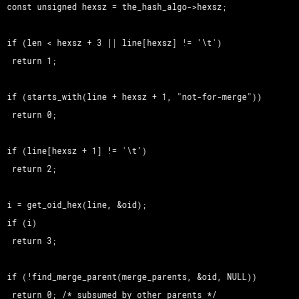 const unsigned hexsz = the_hash_algo->hexsz;
if (len < hexsz + 3 || line[hexsz] != '\t')
return 1;
if (starts_with(line + hexsz + 1, "not-for-merge"))
return 0;
if (line[hexsz + 1] != '\t')
return 2;
i = get_oid_hex(line, &oid);
if (i)
return 3;
if (!find_merge_parent(merge_parents, &oid, NULL))
return 0; /* subsumed by other parents */